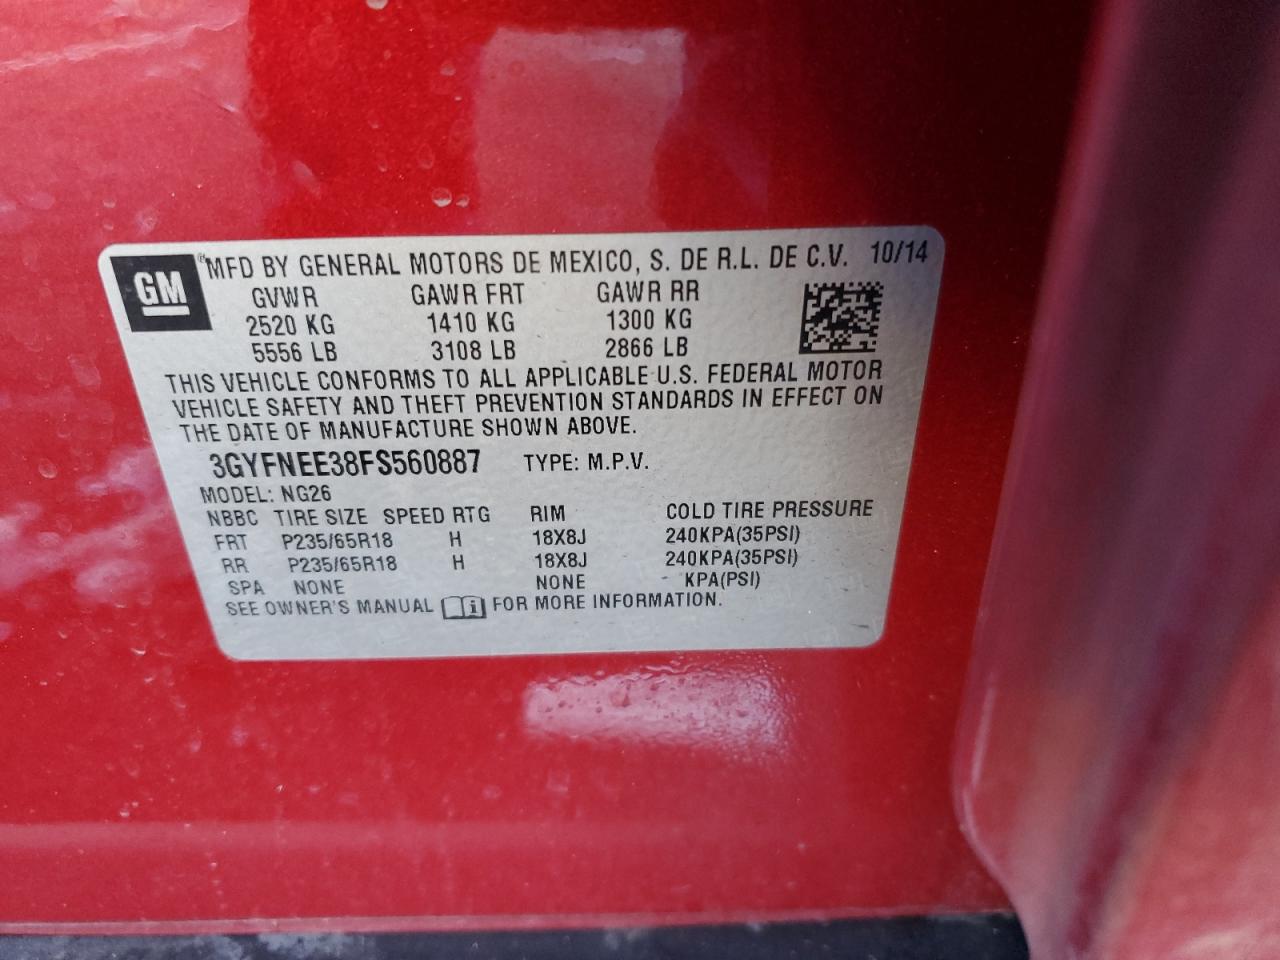 GM
® MFD BY GENERAL MOTORS DE MEXICO, S. DE R.L. DE C.V. 10/14
GVWR GAWR FRT GAWR RR
2520 KG 1410 KG 1300 KG
5556 LB 3108 LB 2866 LB
THIS VEHICLE CONFORMS TO ALL APPLICABLE U.S. FEDERAL MOTOR
VEHICLE SAFETY AND THEFT PREVENTION STANDARDS IN EFFECT ON
THE DATE OF MANUFACTURE SHOWN ABOVE.
3GYFNEE38FS560887 TYPE: M.P.V.
MODEL: NG26
NBBC TIRE SIZE SPEED RTG RIM COLD TIRE PRESSURE
FRT P235/65R18 H 18X8J 240KPA(35PSI)
RR P235/65R18 H 18X8J 240KPA(35PSI)
SPA NONE NONE - KPA(PSI)
SEE OWNER'S MANUAL i FOR MORE INFORMATION.